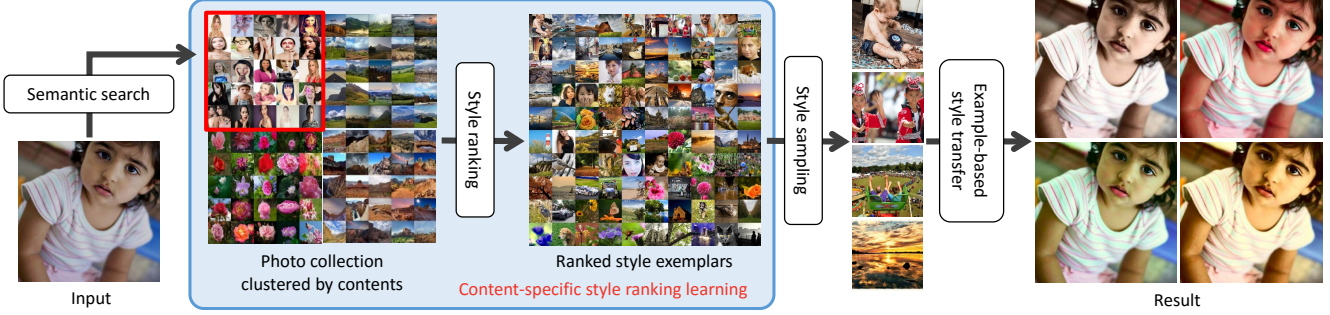 Semantic search
Input
Photo collection
clustered by contents
Style ranking
Ranked style exemplars
Content-specific style ranking learning
Style sampling
Example-based
style transfer
Result